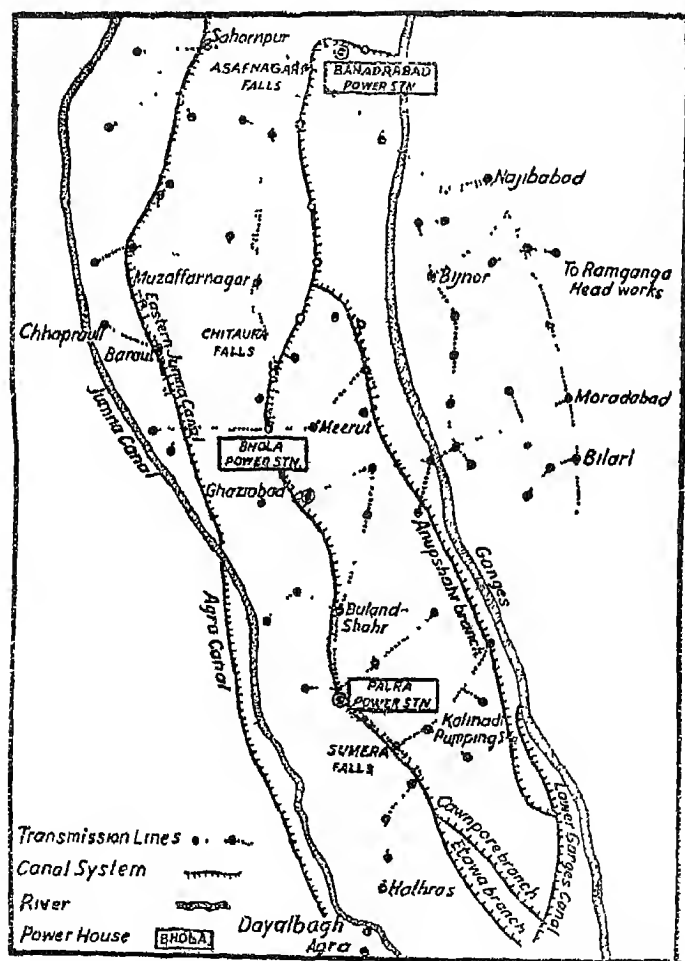 Saharnpur
ASAFNAGAR
FALLS
BAHADRABAD
POWER STN
Najibabad
Muzaffarnagar
Bijnor
To Ramganga
Head works
Chhaprauli
Baraut
Eastern Jumna Canal
CHITAURA
FALLS
Jumna Canal
Meerut
Moradabad
BHOLA
POWER STN.
Bilari
Ghaziabad
Anupshahr branch
Ganges
Agra Canal
Buland-
Shahr
PALRA
POWER STN
SUMERA
FALLS
Kalinadi
Pumpings
Lower Ganges Canal
Cawnpore branch
Etawa branch
Transmission Lines
Canal System
River
Power House BHOLA
Hathras
Dayalbagh
Agra